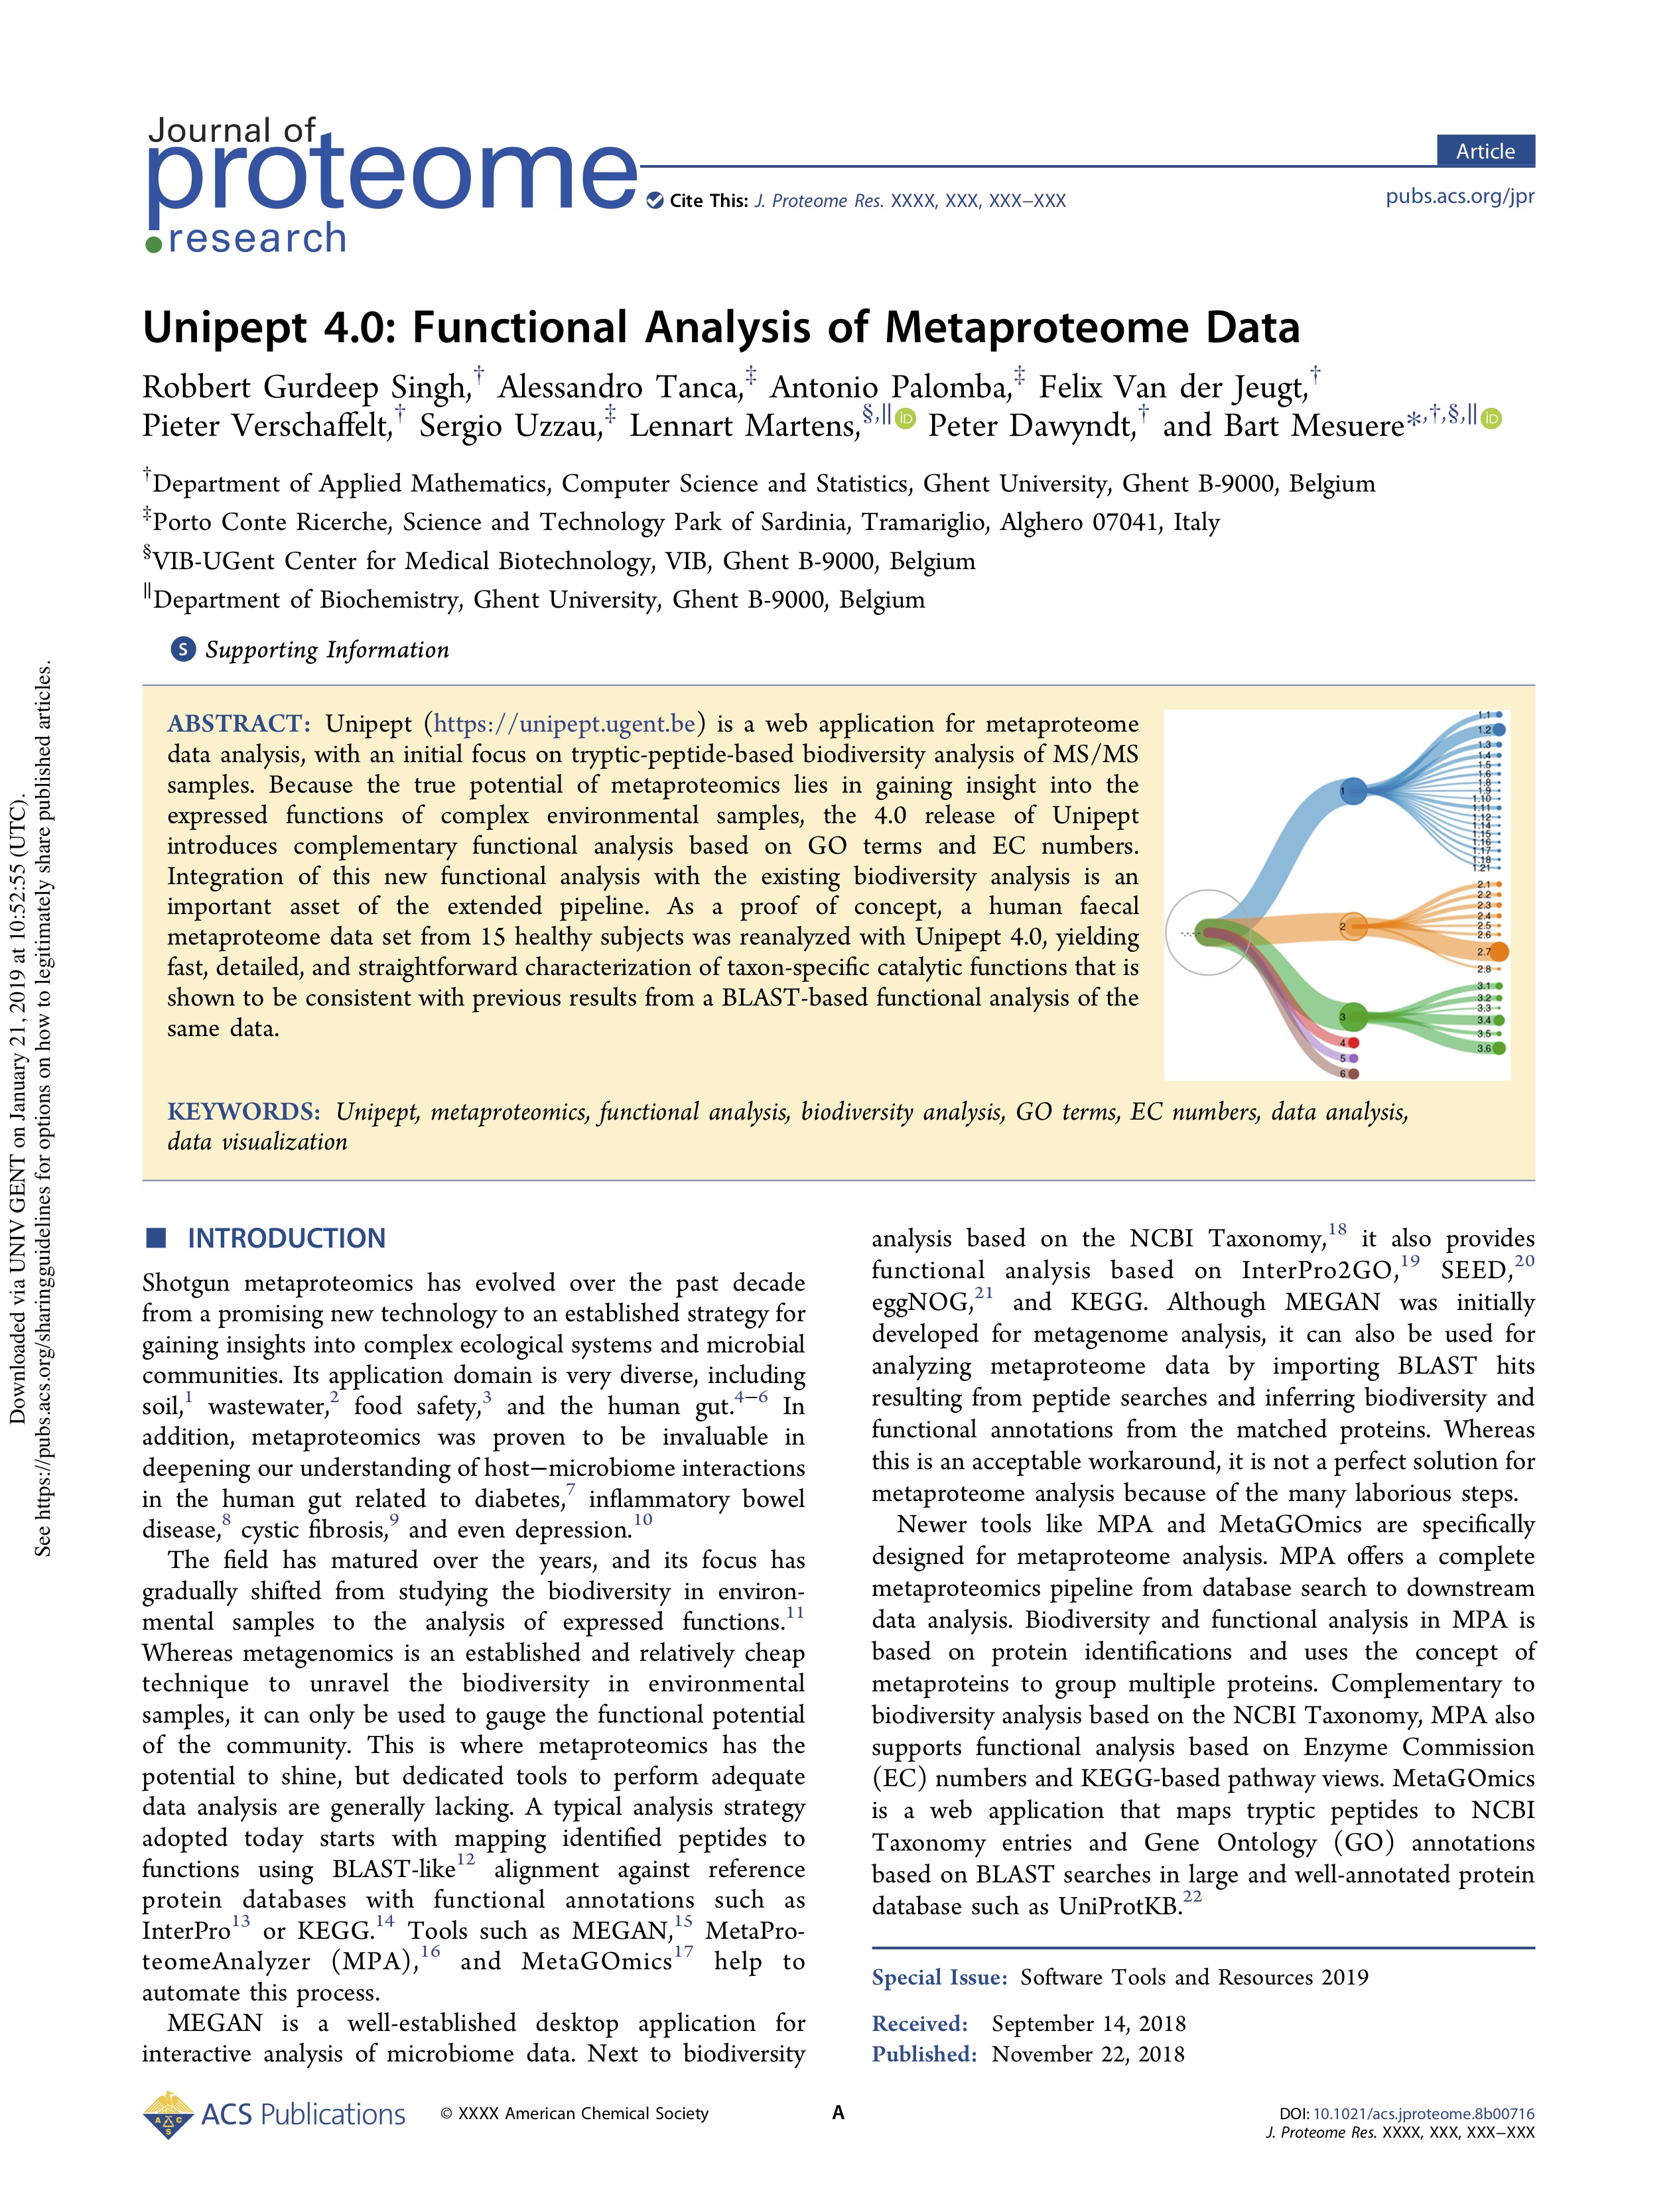 Journal of
proteome
research
Article
Cite This: J. Proteome Res. XXXX, XXX, XXX−XXX
pubs.acs.org/jpr
Unipept 4.0: Functional Analysis of Metaproteome Data
Robbert Gurdeep Singh,† Alessandro Tanca,‡ Antonio Palomba,‡ Felix Van der Jeugt,†
Pieter Verschaffelt,† Sergio Uzzau,‡ Lennart Martens,§,∥ iD Peter Dawyndt,† and Bart Mesuere*,†,§,∥ iD
†Department of Applied Mathematics, Computer Science and Statistics, Ghent University, Ghent B-9000, Belgium
‡Porto Conte Ricerche, Science and Technology Park of Sardinia, Tramariglio, Alghero 07041, Italy
§VIB-UGent Center for Medical Biotechnology, VIB, Ghent B-9000, Belgium
∥Department of Biochemistry, Ghent University, Ghent B-9000, Belgium
S Supporting Information
ABSTRACT: Unipept (https://unipept.ugent.be) is a web application for metaproteome
data analysis, with an initial focus on tryptic-peptide-based biodiversity analysis of MS/MS
samples. Because the true potential of metaproteomics lies in gaining insight into the
expressed functions of complex environmental samples, the 4.0 release of Unipept
introduces complementary functional analysis based on GO terms and EC numbers.
Integration of this new functional analysis with the existing biodiversity analysis is an
important asset of the extended pipeline. As a proof of concept, a human faecal
metaproteome data set from 15 healthy subjects was reanalyzed with Unipept 4.0, yielding
fast, detailed, and straightforward characterization of taxon-specific catalytic functions that is
shown to be consistent with previous results from a BLAST-based functional analysis of the
same data.
-.-.-.-
1
2
3
4
5
6
1.1
1.2
1.3
1.4
1.5
1.6
1.8
1.9
1.10
1.11
1.12
1.14
1.15
1.16
1.17
1.18
1.21
2.1
2.2
2.3
2.4
2.5
2.6
2.7
2.8
3.1
3.2
3.3
3.4
3.5
3.6
KEYWORDS: Unipept, metaproteomics, functional analysis, biodiversity analysis, GO terms, EC numbers, data analysis,
data visualization
INTRODUCTION
Shotgun metaproteomics has evolved over the past decade
from a promising new technology to an established strategy for
gaining insights into complex ecological systems and microbial
communities. Its application domain is very diverse, including
soil,1 wastewater,2 food safety,3 and the human gut.4−6 In
addition, metaproteomics was proven to be invaluable in
deepening our understanding of host−microbiome interactions
in the human gut related to diabetes,7 inflammatory bowel
disease,8 cystic fibrosis,9 and even depression.10
The field has matured over the years, and its focus has
gradually shifted from studying the biodiversity in environ-
mental samples to the analysis of expressed functions.11
Whereas metagenomics is an established and relatively cheap
technique to unravel the biodiversity in environmental
samples, it can only be used to gauge the functional potential
of the community. This is where metaproteomics has the
potential to shine, but dedicated tools to perform adequate
data analysis are generally lacking. A typical analysis strategy
adopted today starts with mapping identified peptides to
functions using BLAST-like12 alignment against reference
protein databases with functional annotations such as
InterPro13 or KEGG.14 Tools such as MEGAN,15 MetaPro-
teomeAnalyzer (MPA),16 and MetaGOmics17 help to
automate this process.
MEGAN is a well-established desktop application for
interactive analysis of microbiome data. Next to biodiversity
analysis based on the NCBI Taxonomy,18 it also provides
functional analysis based on InterPro2GO,19 SEED,20
eggNOG,21 and KEGG. Although MEGAN was initially
developed for metagenome analysis, it can also be used for
analyzing metaproteome data by importing BLAST hits
resulting from peptide searches and inferring biodiversity and
functional annotations from the matched proteins. Whereas
this is an acceptable workaround, it is not a perfect solution for
metaproteome analysis because of the many laborious steps.
Newer tools like MPA and MetaGOmics are specifically
designed for metaproteome analysis. MPA offers a complete
metaproteomics pipeline from database search to downstream
data analysis. Biodiversity and functional analysis in MPA is
based on protein identifications and uses the concept of
metaproteins to group multiple proteins. Complementary to
biodiversity analysis based on the NCBI Taxonomy, MPA also
supports functional analysis based on Enzyme Commission
(EC) numbers and KEGG-based pathway views. MetaGOmics
is a web application that maps tryptic peptides to NCBI
Taxonomy entries and Gene Ontology (GO) annotations
based on BLAST searches in large and well-annotated protein
database such as UniProtKB.22
Special Issue: Software Tools and Resources 2019
Received: September 14, 2018
Published: November 22, 2018
ACS Publications
© XXXX American Chemical Society
A
DOI: 10.1021/acs.jproteome.8b00716
J. Proteome Res. XXXX, XXX, XXX−XXX
Downloaded via UNIV GENT on January 21, 2019 at 10:52:55 (UTC).
See https://pubs.acs.org/sharingguidelines for options on how to legitimately share published articles.